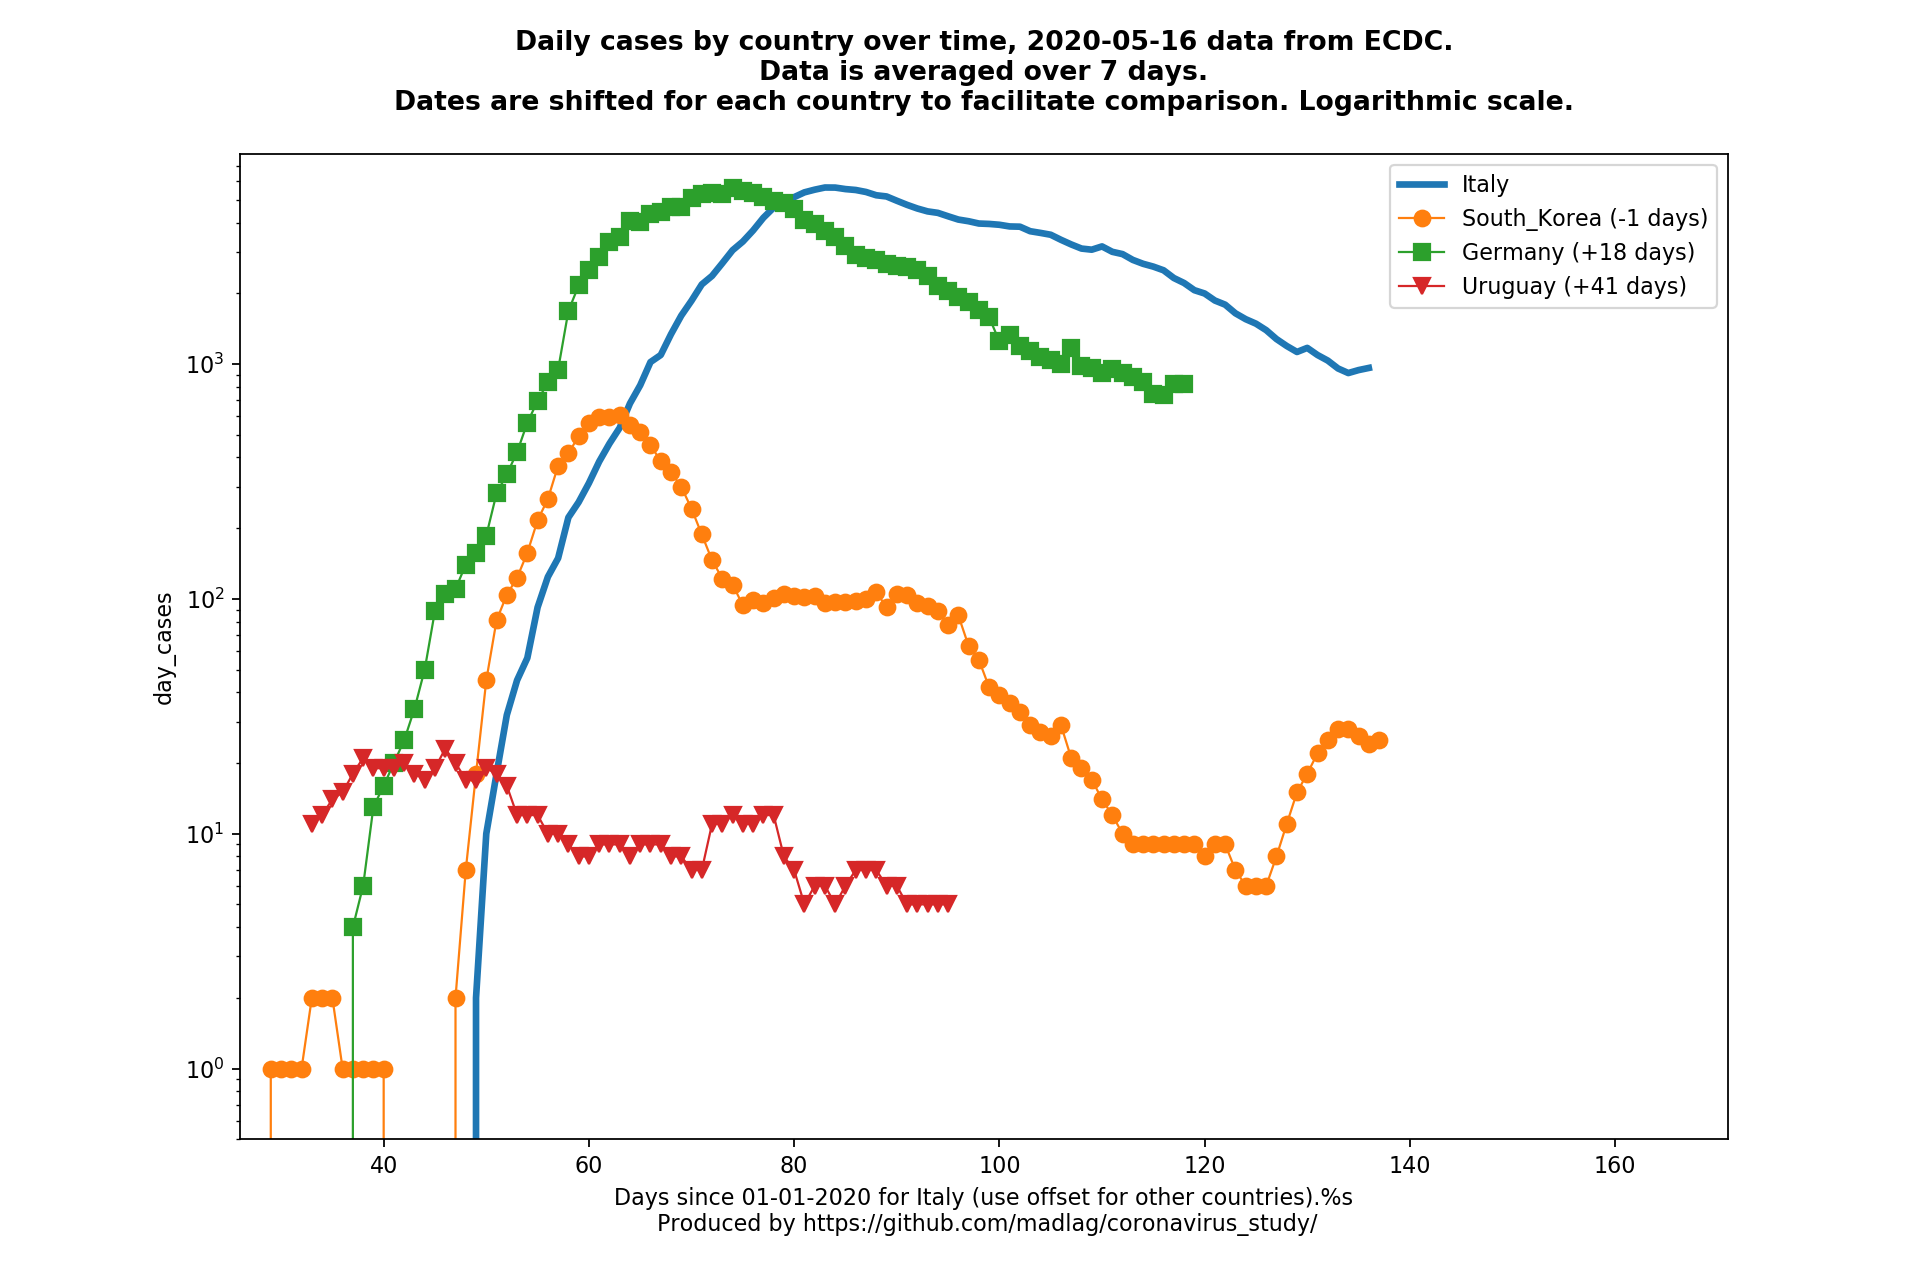 Daily cases by country over time, 2020-05-16 data from ECDC.
Data is averaged over 7 days.
Dates are shifted for each country to facilitate comparison. Logarithmic scale.
Italy
South_Korea (-1 days)
Germany (+18 days)
Uruguay (+41 days)
day_cases
10³
10²
10¹
10⁰
40 60 80 100 120 140 160
Days since 01-01-2020 for Italy (use offset for other countries).%s
Produced by https://github.com/madlag/coronavirus_study/